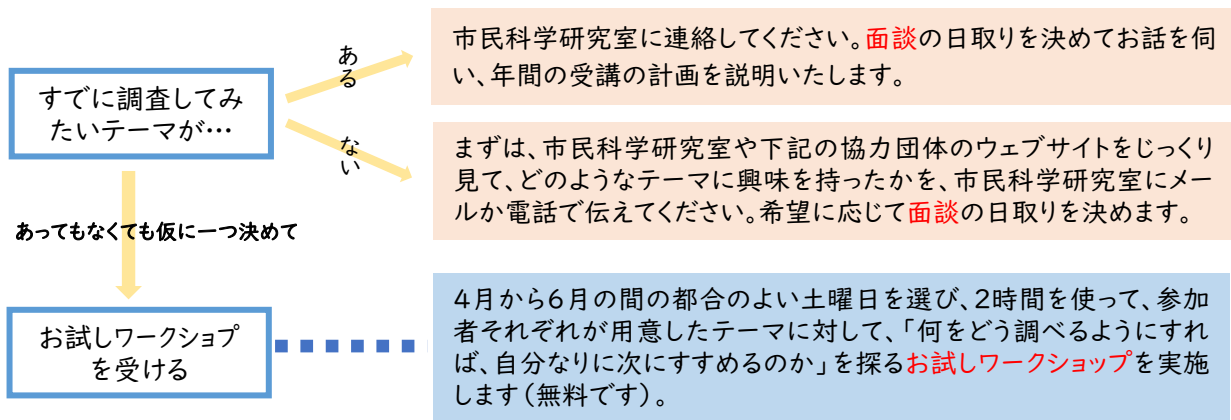 すでに調査してみ
たいテーマが…
ある
市民科学研究室に連絡してください。面談の日取りを決めてお話を伺
い、年間の受講の計画を説明いたします。
ない
まずは、市民科学研究室や下記の協力団体のウェブサイトをじっくり
見て、どのようなテーマに興味を持ったかを、市民科学研究室にメー
ルか電話で伝えてください。希望に応じて面談の日取りを決めます。
あってもなくても仮に一つ決めて
お試しワークショプ
を受ける
4月から6月の間の都合のよい土曜日を選び、2時間を使って、参加
者それぞれが用意したテーマに対して、「何をどう調べるようにすれ
ば、自分なりに次にすすめるのか」を探るお試しワークショップを実施
します(無料です)。